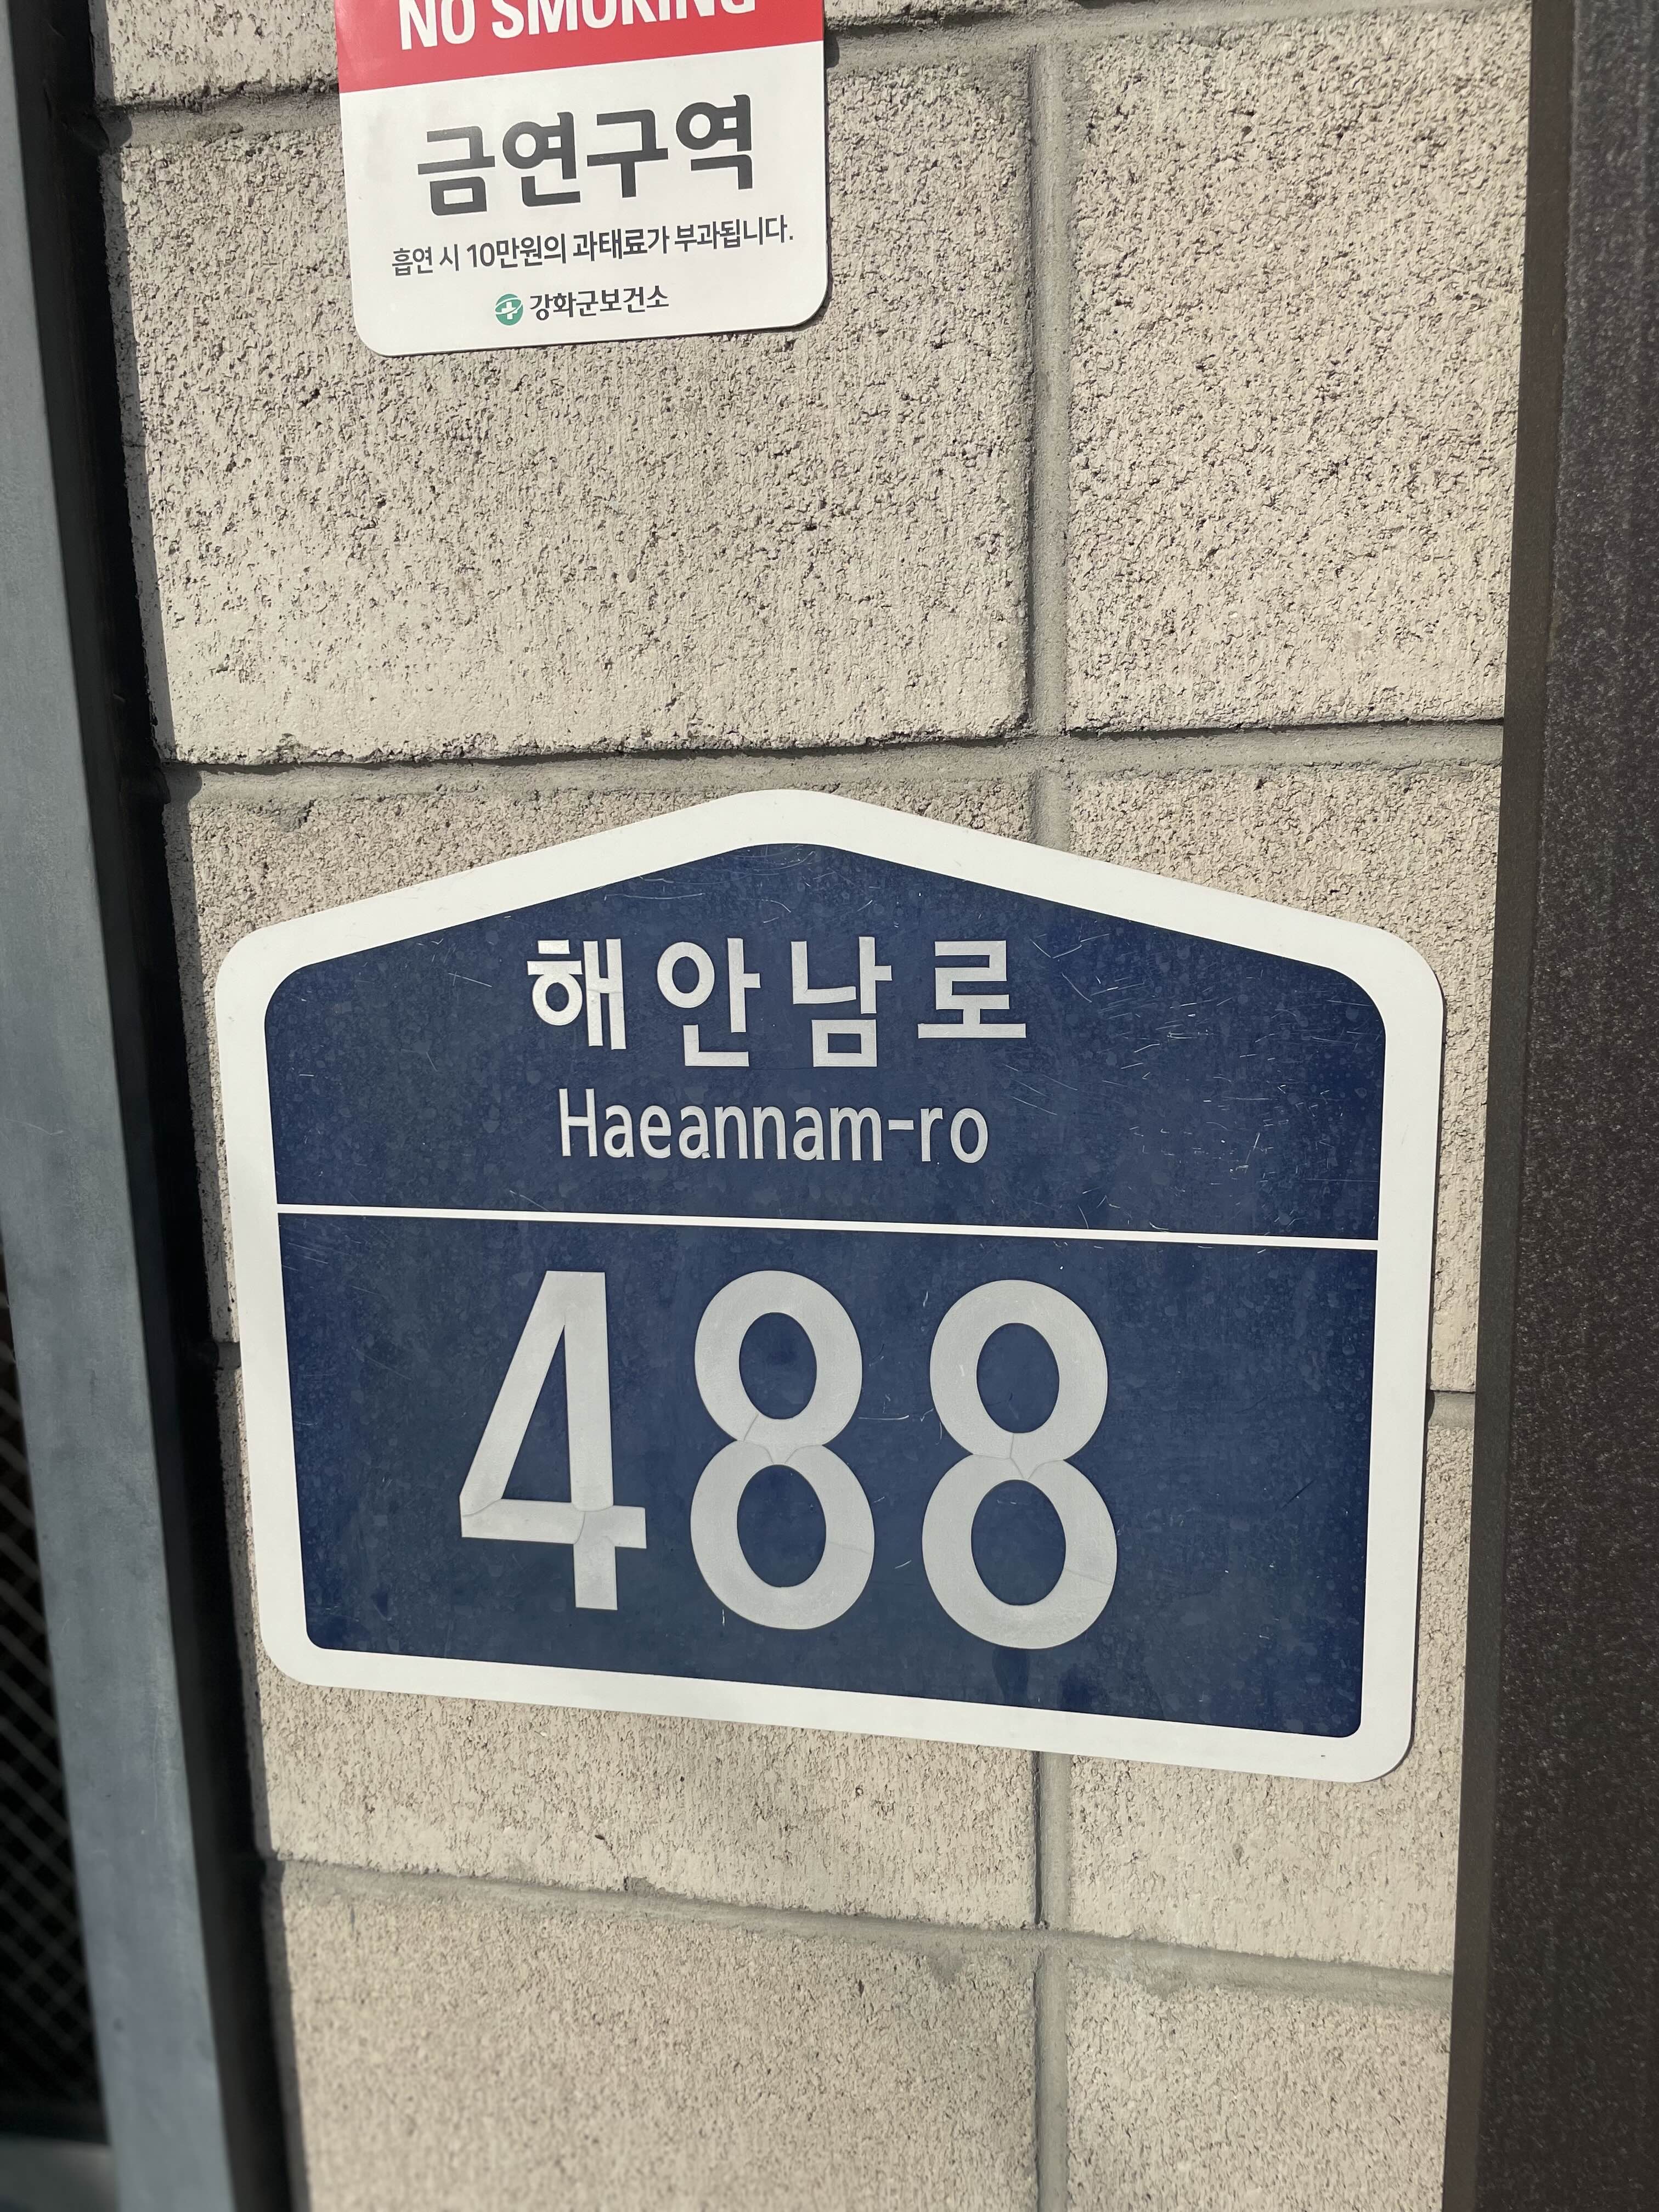 NO SMOKING
금연구역
흡연 시 10만원의 과태료가 부과됩니다.
강화군보건소
해안남로
Haeannam-ro
488